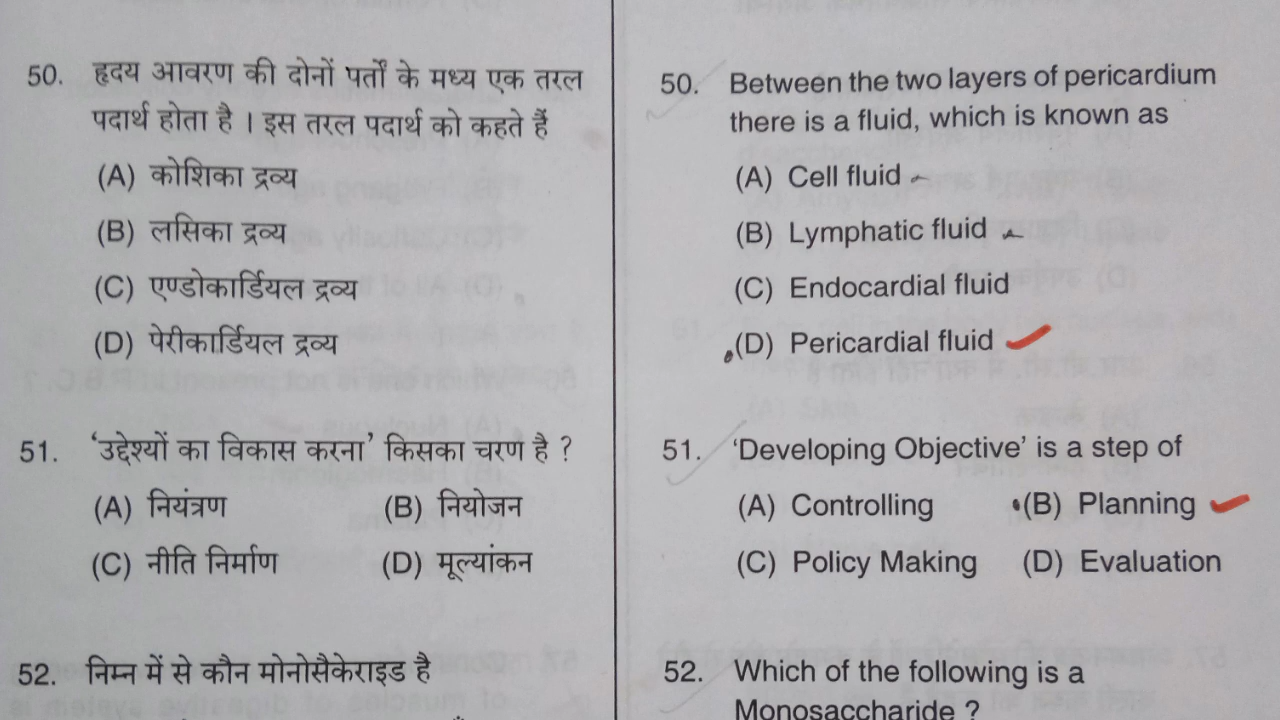 50. हृदय आवरण की दोनों पर्तों के मध्य एक तरल
पदार्थ होता है । इस तरल पदार्थ को कहते हैं
(A) कोशिका द्रव्य
(B) लसिका द्रव्य
(C) एण्डोकार्डियल द्रव्य
(D) पेरीकार्डियल द्रव्य
51. ‘उद्देश्यों का विकास करना’ किसका चरण है ?
(A) नियंत्रण (B) नियोजन
(C) नीति निर्माण (D) मूल्यांकन
52. निम्न में से कौन मोनोसैकेराइड है
50. Between the two layers of pericardium
there is a fluid, which is known as
(A) Cell fluid
(B) Lymphatic fluid
(C) Endocardial fluid
(D) Pericardial fluid
51. ‘Developing Objective’ is a step of
(A) Controlling (B) Planning
(C) Policy Making (D) Evaluation
52. Which of the following is a
Monosaccharide ?